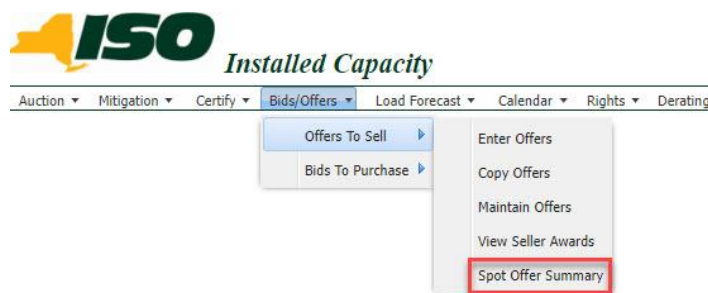 ISO
Installed Capacity
Auction Mitigation Certify Bids/Offers Load Forecast Calendar Rights Derating
Offers To Sell
Bids To Purchase
Enter Offers
Copy Offers
Maintain Offers
View Seller Awards
Spot Offer Summary